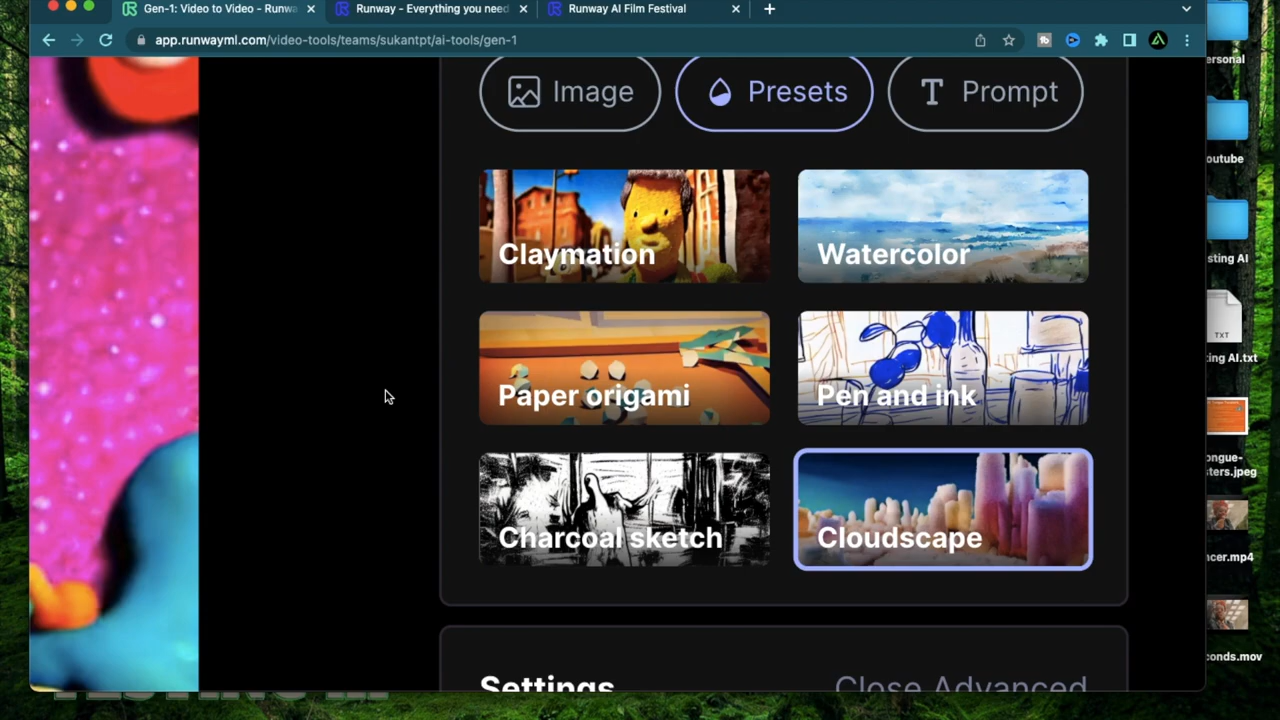 Gen-1: Video to Video - Runwa
Runway - Everything you need
Runway AI Film Festival
app.runwayml.com/video-tools/teams/sukantpt/ai-tools/gen-1
Image
Presets
Prompt
Claymation
Watercolor
Paper origami
Pen and ink
Charcoal sketch
Cloudscape
Settings
Close Advanced
ersonal
outube
sting AI
TXT
ting AI.txt
ongue-
sters.jpeg
ncer.mp4
conds.mov